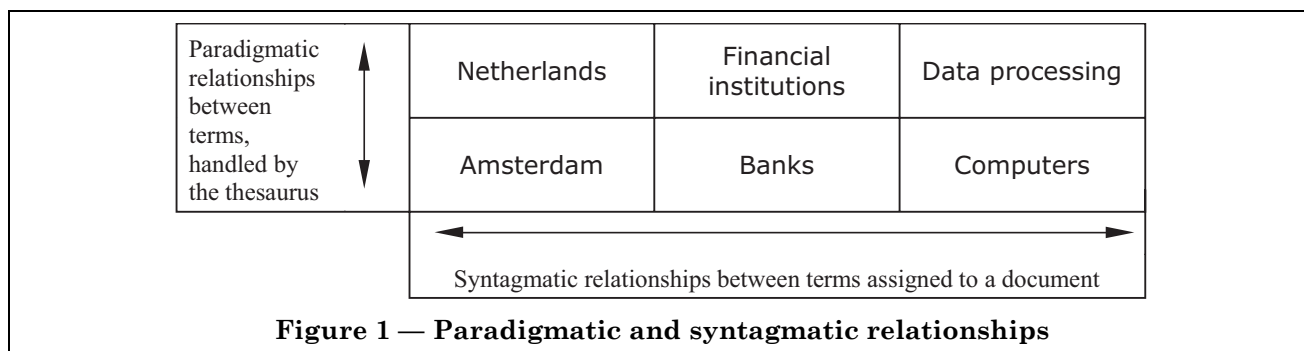 Paradigmatic
relationships
between
terms,
handled by
the thesaurus
Netherlands
Financial
institutions
Data processing
Amsterdam
Banks
Computers
Syntagmatic relationships between terms assigned to a document
Figure 1 — Paradigmatic and syntagmatic relationships